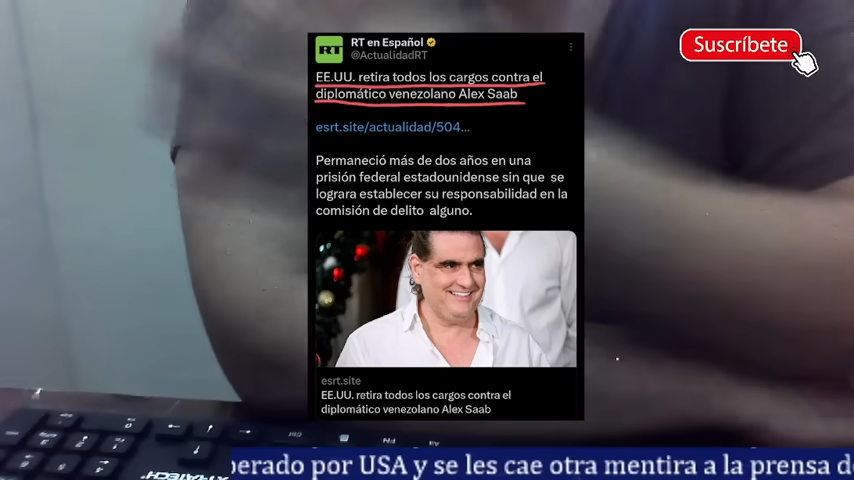 RT en Español
@ActualidadRT
Suscríbete
EE.UU. retira todos los cargos contra el
diplomático venezolano Alex Saab
esrt.site/actualidad/504...
Permaneció más de dos años en una
prisión federal estadounidense sin que se
lograra establecer su responsabilidad en la
comisión de delito alguno.
esrt.site
EE.UU. retira todos los cargos contra el
diplomático venezolano Alex Saab
perado por USA y se les cae otra mentira a la prensa d